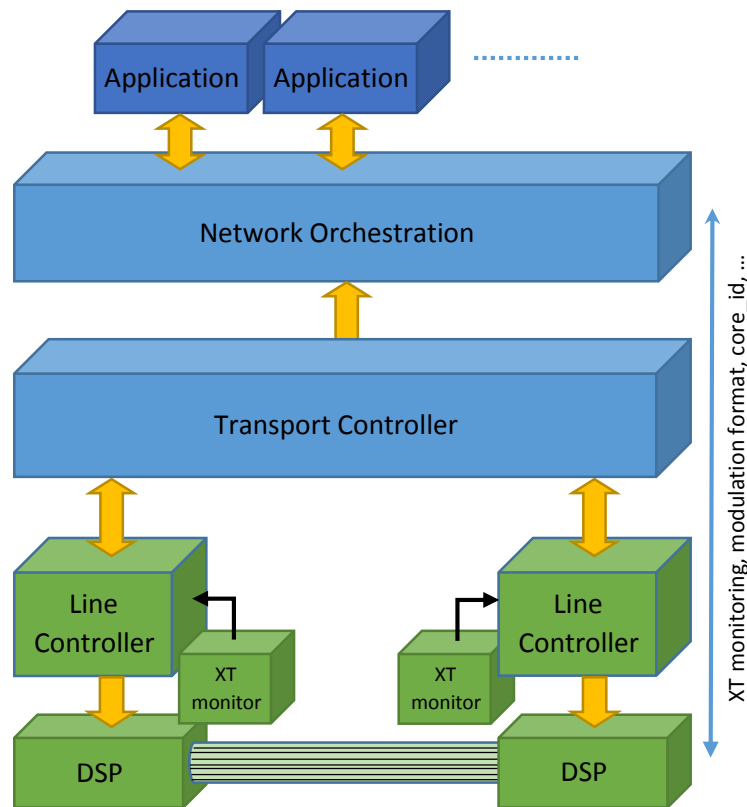 Application
Application
Network Orchestration
Transport Controller
Line
Controller
Line
Controller
XT
monitor
XT
monitor
DSP
DSP
XT monitoring, modulation format, core_id, ...